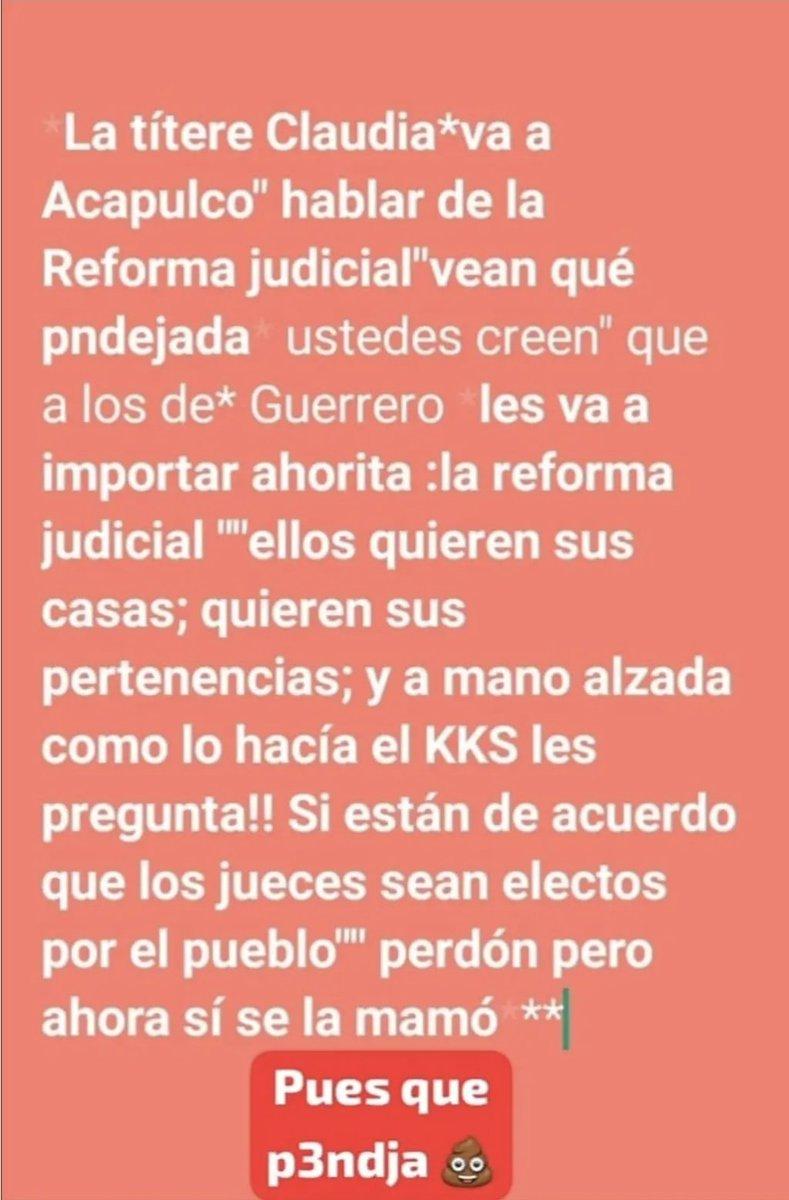 *La títere Claudia*va a
Acapulco" hablar de la
Reforma judicial"vean qué
pndejada* ustedes creen" que
a los de* Guerrero *les va a
importar ahorita :la reforma
judicial """ellos quieren sus
casas; quieren sus
pertenencias; y a mano alzada
como lo hacía el KKS les
pregunta!! Si están de acuerdo
que los jueces sean electos
por el pueblo"" perdón pero
ahora sí se la mamó ***
Pues que
p3ndja 💩